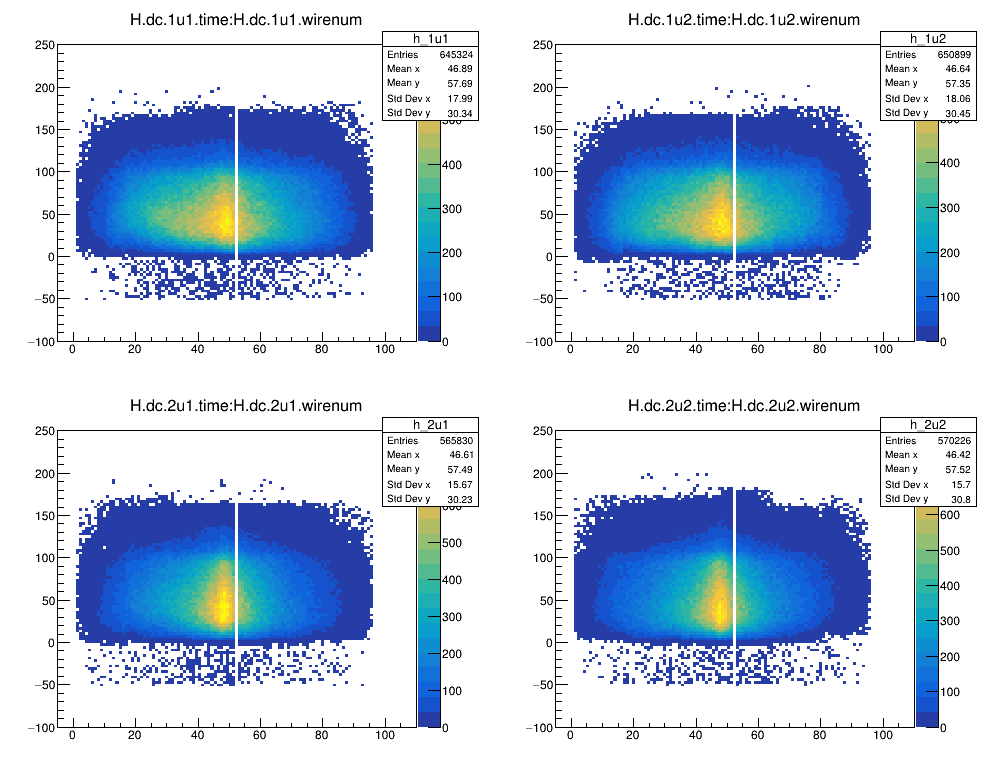 H.dc.1u1.time:H.dc.1u1.wirenum
h_1u1
Entries 645324
Mean x 46.89
Mean y 57.69
Std Dev x 17.99
Std Dev y 30.34
250
200
150
100
50
0
−50
−100
0 20 40 60 80 100
400
300
200
100
0
H.dc.1u2.time:H.dc.1u2.wirenum
h_1u2
Entries 650899
Mean x 46.64
Mean y 57.35
Std Dev x 18.06
Std Dev y 30.45
250
200
150
100
50
0
−50
−100
0 20 40 60 80 100
400
300
200
100
0
H.dc.2u1.time:H.dc.2u1.wirenum
h_2u1
Entries 565830
Mean x 46.61
Mean y 57.49
Std Dev x 15.67
Std Dev y 30.23
250
200
150
100
50
0
−50
−100
0 20 40 60 80 100
500
400
300
200
100
0
H.dc.2u2.time:H.dc.2u2.wirenum
h_2u2
Entries 570226
Mean x 46.42
Mean y 57.52
Std Dev x 15.7
Std Dev y 30.8
250
200
150
100
50
0
−50
−100
0 20 40 60 80 100
600
500
400
300
200
100
0